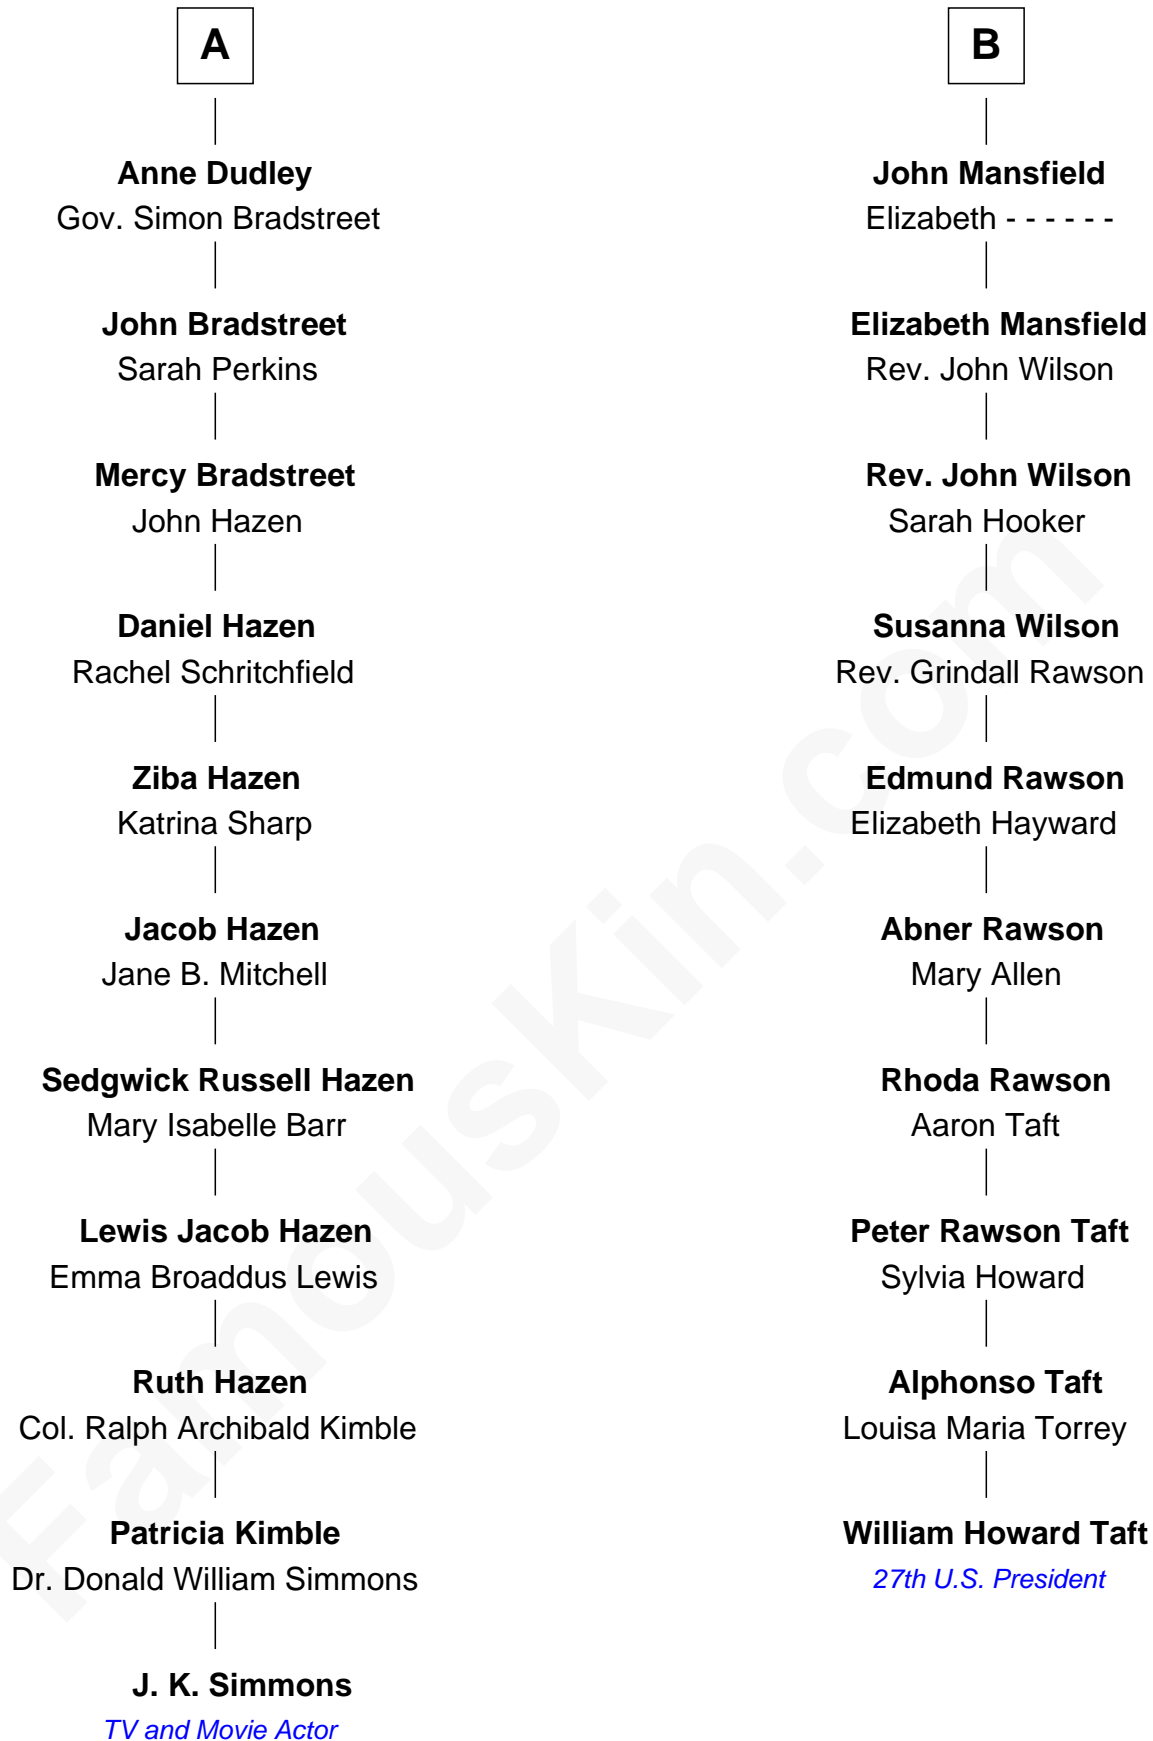 A
Anne Dudley
Gov. Simon Bradstreet
John Bradstreet
Sarah Perkins
Mercy Bradstreet
John Hazen
Daniel Hazen
Rachel Schritchfield
Ziba Hazen
Katrina Sharp
Jacob Hazen
Jane B. Mitchell
Sedgwick Russell Hazen
Mary Isabelle Barr
Lewis Jacob Hazen
Emma Broaddus Lewis
Ruth Hazen
Col. Ralph Archibald Kimble
Patricia Kimble
Dr. Donald William Simmons
J. K. Simmons
TV and Movie Actor
B
John Mansfield
Elizabeth - - - - - -
Elizabeth Mansfield
Rev. John Wilson
Rev. John Wilson
Sarah Hooker
Susanna Wilson
Rev. Grindall Rawson
Edmund Rawson
Elizabeth Hayward
Abner Rawson
Mary Allen
Rhoda Rawson
Aaron Taft
Peter Rawson Taft
Sylvia Howard
Alphonso Taft
Louisa Maria Torrey
William Howard Taft
27th U.S. President
FamousKin.com